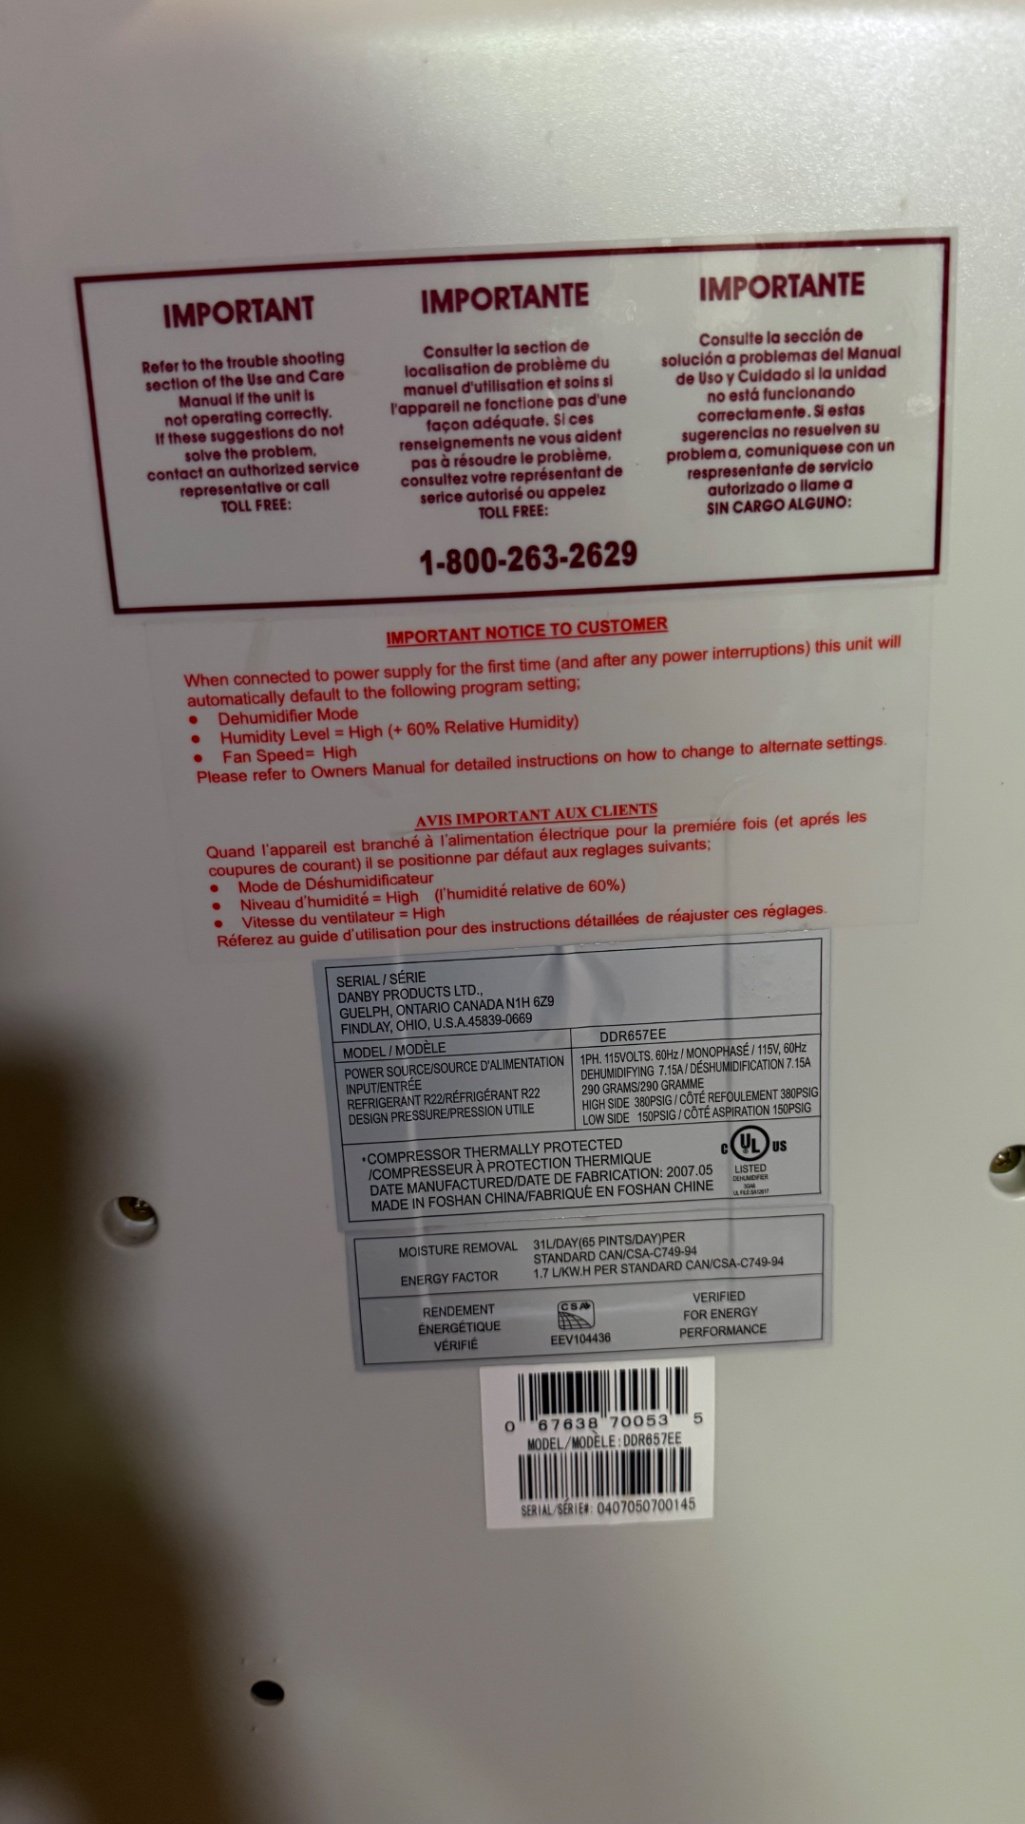 IMPORTANT
Refer to the trouble shooting
section of the Use and Care
Manual if the unit is
not operating correctly.
If these suggestions do not
solve the problem,
contact an authorized service
representative or call
TOLL FREE:
IMPORTANTE
Consulter la section de
localisation de problème du
manuel d'utilisation et soins si
l'appareil ne fonctione pas d'une
façon adéquate. Si ces
renseignements ne vous aident
pas à résoudre le problème,
consultez votre représentant de
serice autorisé ou appelez
TOLL FREE:
IMPORTANTE
Consulte la sección de
solución a problemas del Manual
de Uso y Cuidado si la unidad
no está funcionando
correctamente. Si estas
sugerencias no resuelven su
problema, comuniquese con un
respresentante de servicio
autorizado o llame a
SIN CARGO ALGUNO:
1-800-263-2629
IMPORTANT NOTICE TO CUSTOMER
When connected to power supply for the first time (and after any power interruptions) this unit will
automatically default to the following program setting;
● Dehumidifier Mode
● Humidity Level = High (+ 60% Relative Humidity)
● Fan Speed= High
Please refer to Owners Manual for detailed instructions on how to change to alternate settings.
AVIS IMPORTANT AUX CLIENTS
Quand l'appareil est branché à l'alimentation électrique pour la premiére fois (et aprés les
coupures de courant) il se positionne par défaut aux reglages suivants;
● Mode de Déshumidificateur
● Niveau d'humidité = High (l'humidité relative de 60%)
● Vitesse du ventilateur = High
Réferez au guide d'utilisation pour des instructions détaillées de réajuster ces réglages.
SERIAL / SÉRIE
DANBY PRODUCTS LTD.,
GUELPH, ONTARIO CANADA N1H 6Z9
FINDLAY, OHIO, U.S.A.45839-0669
MODEL / MODÈLE DDR657EE
POWER SOURCE/SOURCE D'ALIMENTATION 1PH. 115VOLTS. 60Hz / MONOPHASÉ / 115V, 60Hz
INPUT/ENTRÉE DEHUMIDIFYING 7.15A / DÉSHUMIDIFICATION 7.15A
REFRIGERANT R22/RÉFRIGÉRANT R22 290 GRAMS/290 GRAMME
DESIGN PRESSURE/PRESSION UTILE HIGH SIDE 380PSIG / CÔTÉ REFOULEMENT 380PSIG
LOW SIDE 150PSIG / CÔTÉ ASPIRATION 150PSIG
•COMPRESSOR THERMALLY PROTECTED
/COMPRESSEUR À PROTECTION THERMIQUE
DATE MANUFACTURED/DATE DE FABRICATION: 2007.05
MADE IN FOSHAN CHINA/FABRIQUÈ EN FOSHAN CHINE
C UL US
LISTED
DEHUMIDIFIER
MOISTURE REMOVAL 31L/DAY(65 PINTS/DAY)PER
STANDARD CAN/CSA-C749-94
ENERGY FACTOR 1.7 L/KW.H PER STANDARD CAN/CSA-C749-94
RENDEMENT
ÉNERGÉTIQUE
VÉRIFIÉ
CSA
EEV104436
VERIFIED
FOR ENERGY
PERFORMANCE
0 67638 70053 5
MODEL/MODÈLE:DDR657EE
SERIAL/SÉRIE#: 0407050700145